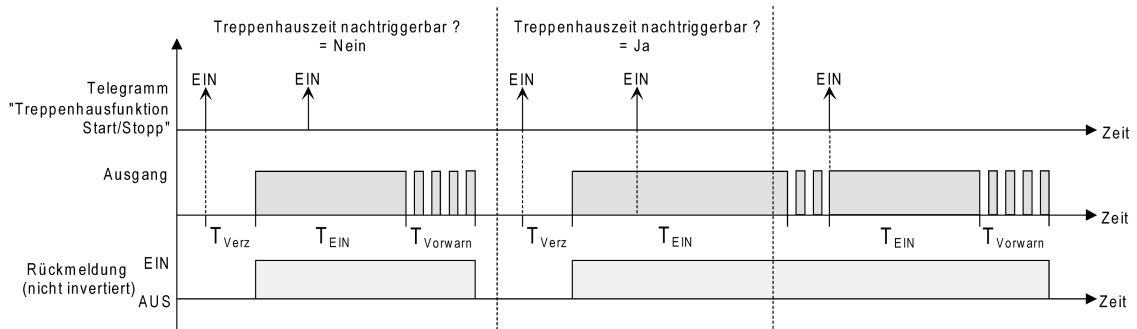 Treppenhauszeit nachtriggerbar ?
= Nein
Treppenhauszeit nachtriggerbar ?
= Ja
Telegramm
"Treppenhausfunktion
Start/Stopp"
EIN
EIN
EIN
EIN
EIN
Zeit
Ausgang
Zeit
T Verz
T EIN
T Vorwarn
T Verz
T EIN
T EIN
T Vorwarn
Rückmeldung
(nicht invertiert)
EIN
AUS
Zeit